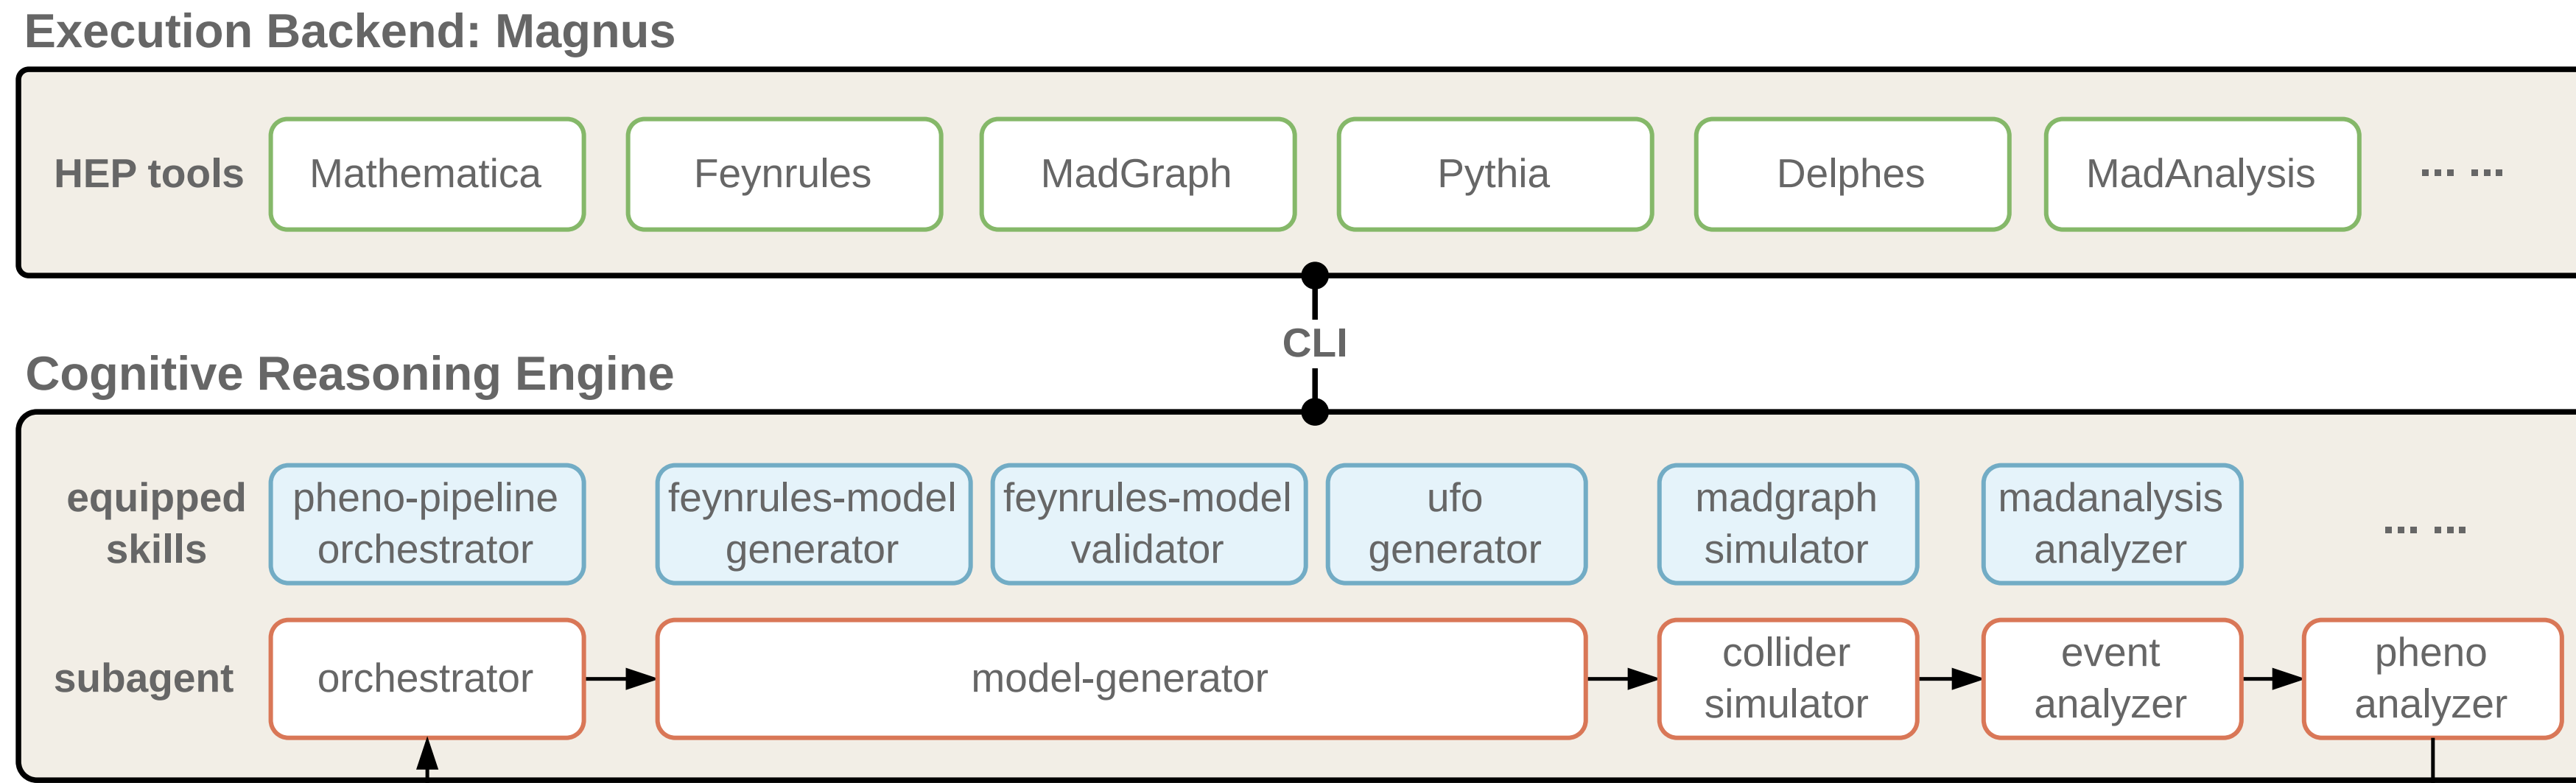 Execution Backend: Magnus
HEP tools
Mathematica
Feynrules
MadGraph
Pythia
Delphes
MadAnalysis
... ...
CLI
Cognitive Reasoning Engine
equipped
skills
pheno-pipeline
orchestrator
feynrules-model
generator
feynrules-model
validator
ufo
generator
madgraph
simulator
madanalysis
analyzer
... ...
subagent
orchestrator
model-generator
collider
simulator
event
analyzer
pheno
analyzer